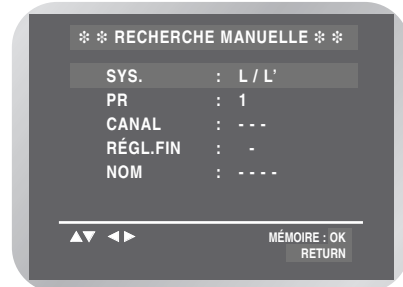 ❉ ❉ RECHERCHE MANUELLE ❉ ❉
SYS. : L / L’
PR : 1
CANAL : - - -
RÉGL.FIN : -
NOM : - - - -
▲▼ ◄► MÉMOIRE : OK
RETURN